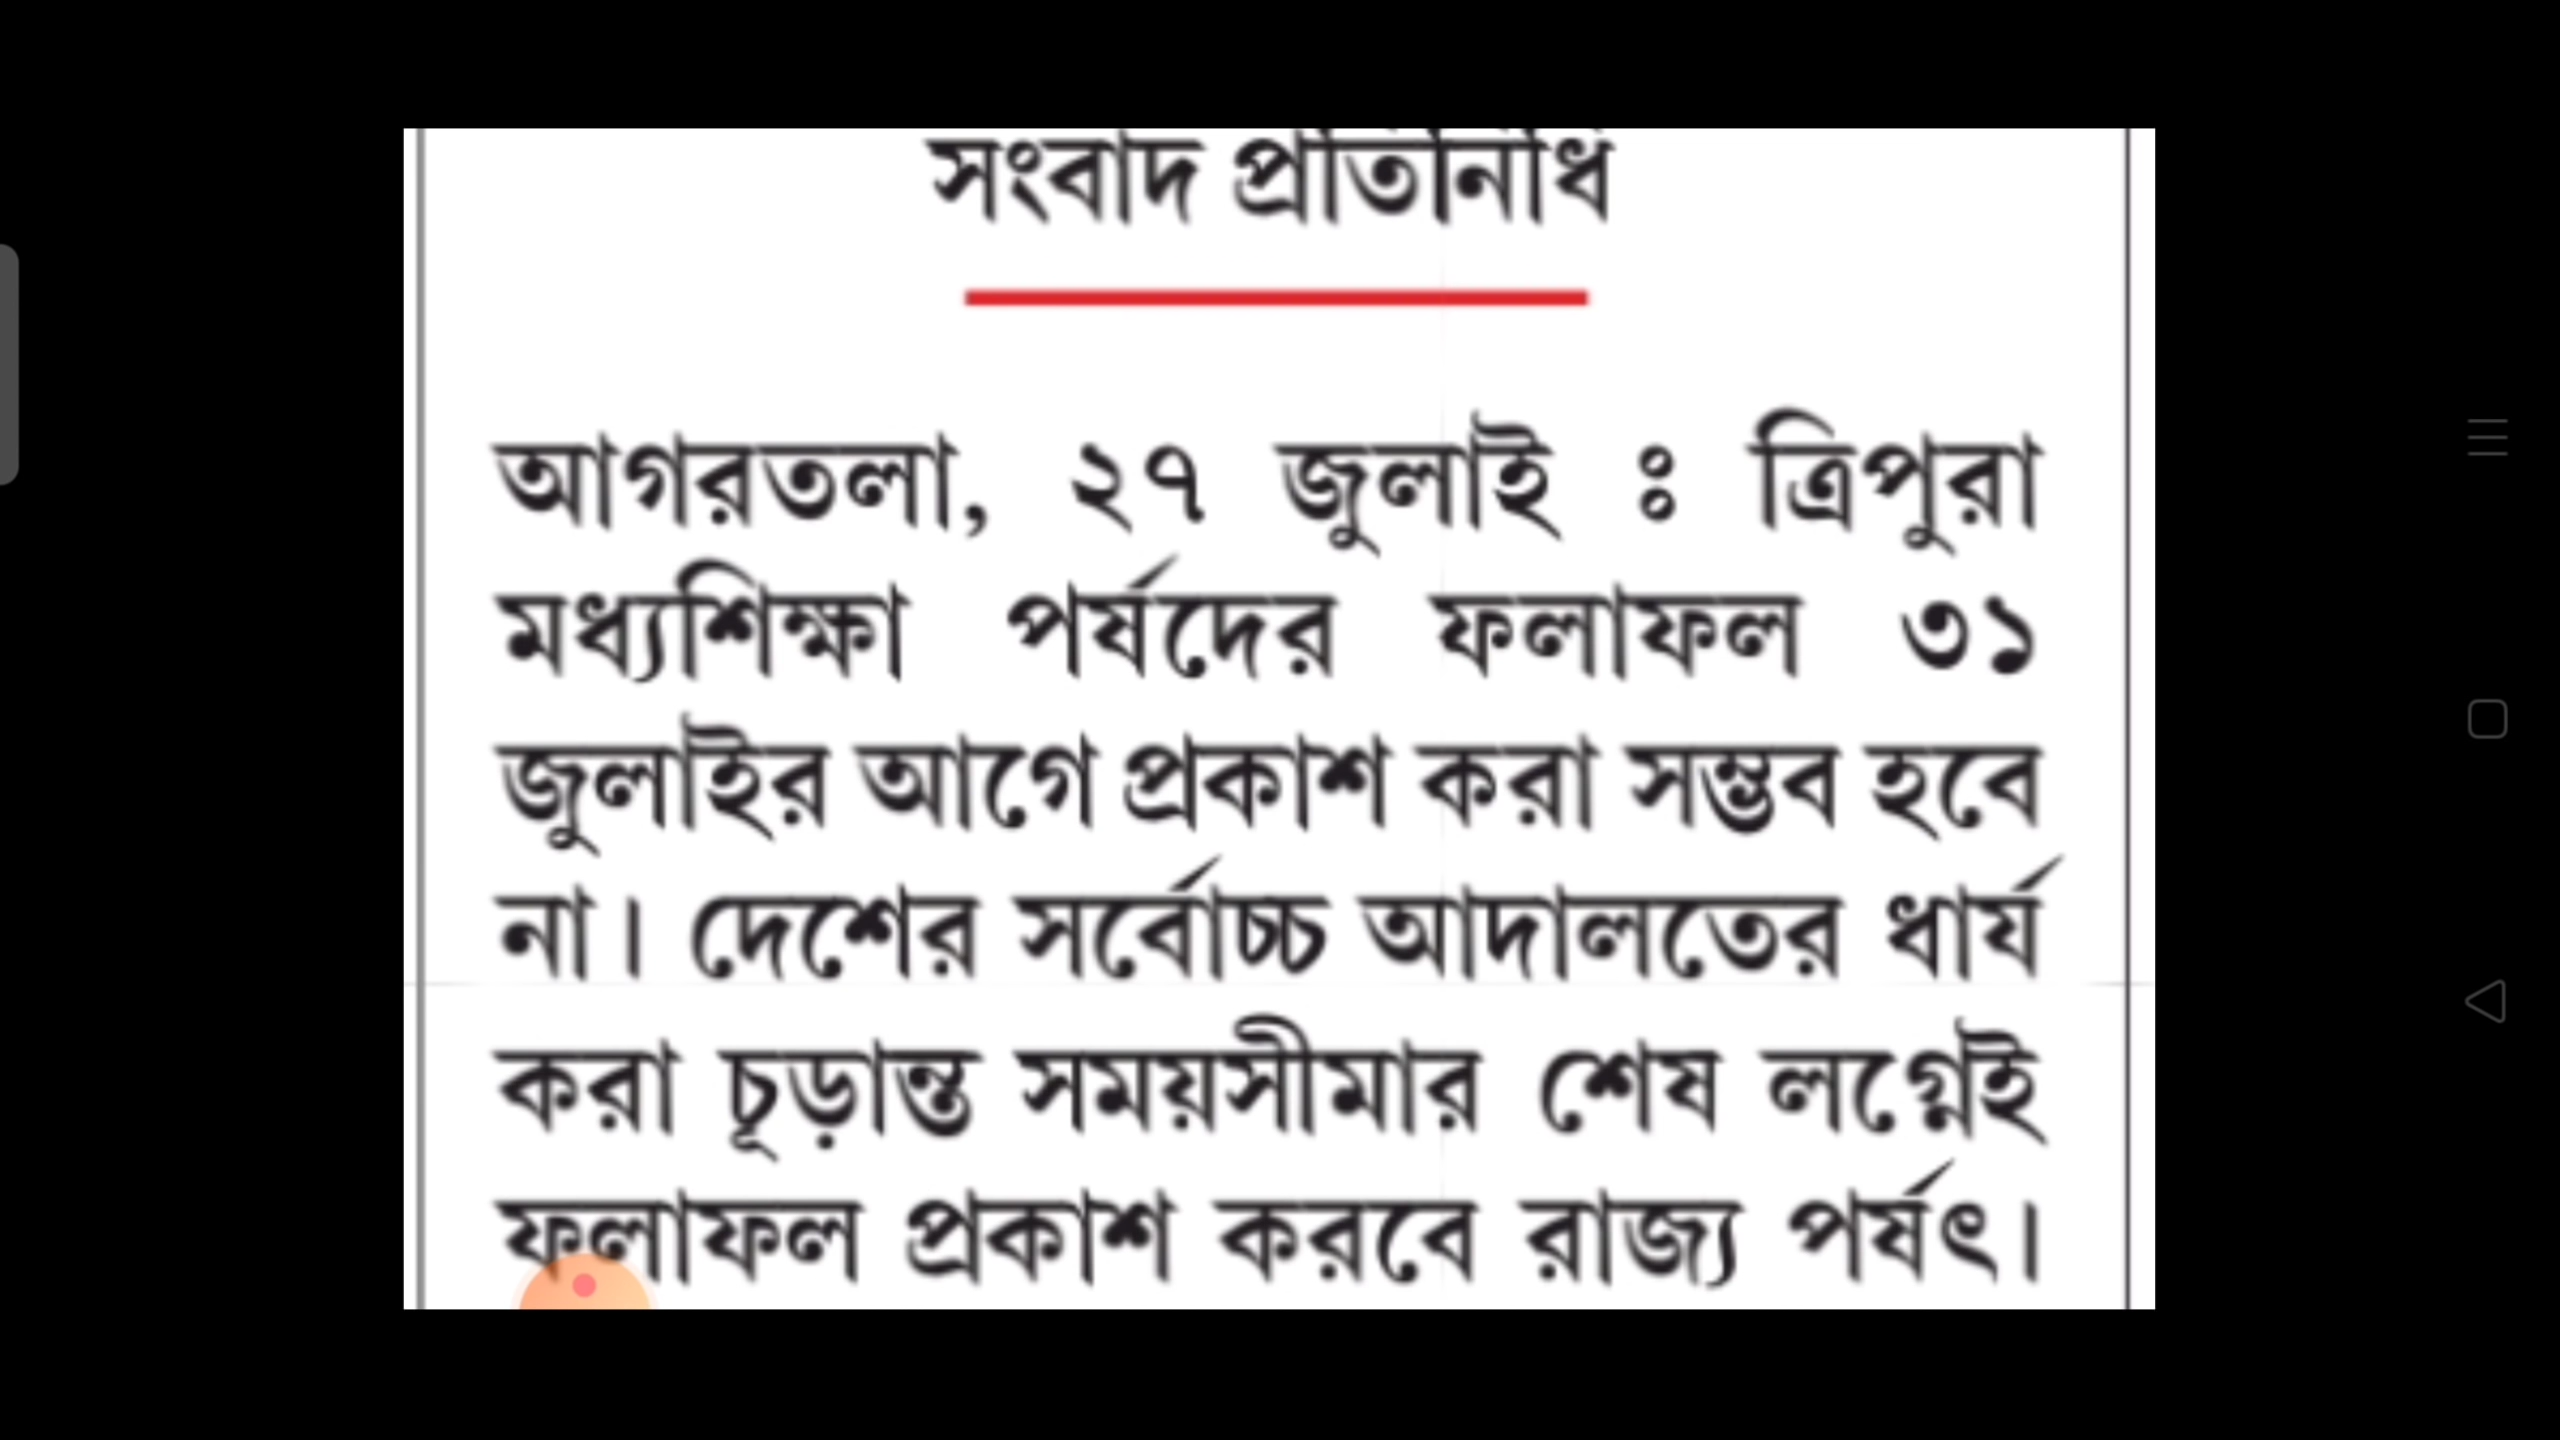 সংবাদ প্রতিনিধি
আগরতলা, ২৭ জুলাই ঃ ত্রিপুরা
মধ্যশিক্ষা পর্ষদের ফলাফল ৩১
জুলাইর আগে প্রকাশ করা সম্ভব হবে
না। দেশের সর্বোচ্চ আদালতের ধার্য
করা চূড়ান্ত সময়সীমার শেষ লগ্নেই
ফলাফল প্রকাশ করবে রাজ্য পর্ষৎ।